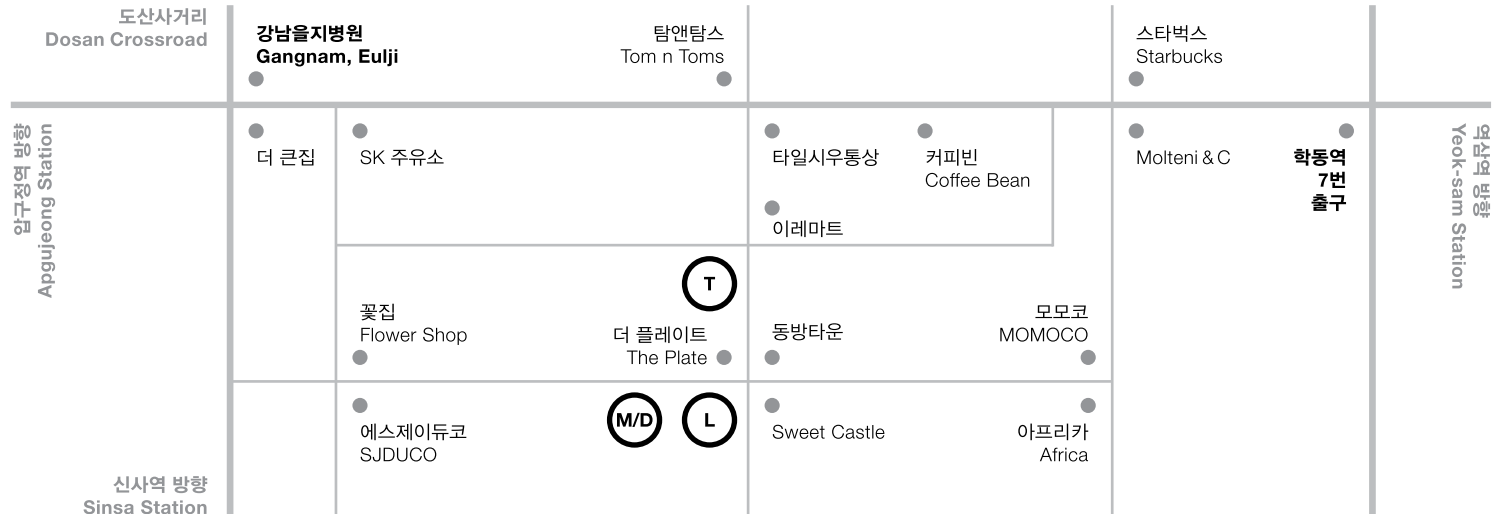 도산사거리
Dosan Crossroad
강남을지병원
Gangnam, Eulji
탐앤탐스
Tom n Toms
스타벅스
Starbucks
압구정역 방향
Apgujeong Station
더 큰집
SK 주유소
타일시우통상
커피빈
Coffee Bean
이레마트
Molteni & C
학동역
7번
출구
역삼역 방향
Yeok-sam Station
T
꽃집
Flower Shop
더 플레이트
The Plate
동방타운
모모코
MOMOCO
에스제이듀코
SJDUCO
M/D
L
Sweet Castle
아프리카
Africa
신사역 방향
Sinsa Station